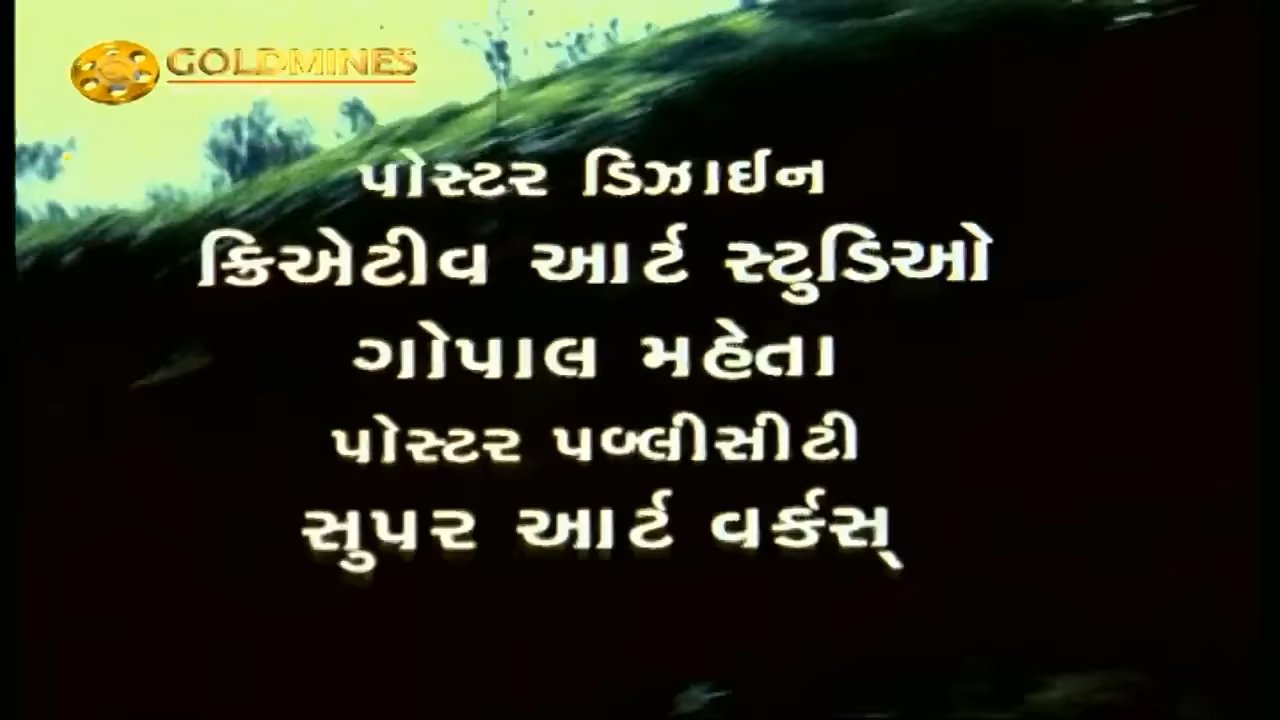 GOLDMINES
પોસ્ટર ડિઝાઈન
ક્રિએટીવ આર્ટ સ્ટુડિઓ
ગોપાલ મહેતા
પોસ્ટર પબ્લીસીટી
સુપર આર્ટ વર્કસ્